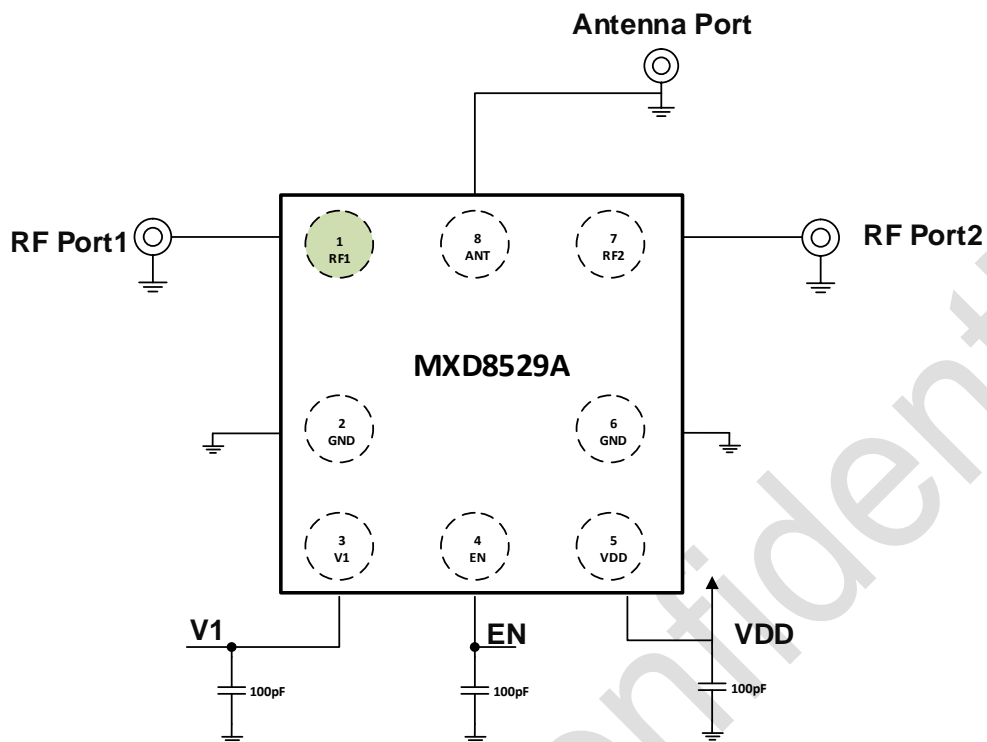 Antenna Port
RF Port1
RF Port2
1
RF1
8
ANT
7
RF2
MXD8529A
2
GND
6
GND
3
V1
4
EN
5
VDD
V1
EN
VDD
100pF
100pF
100pF